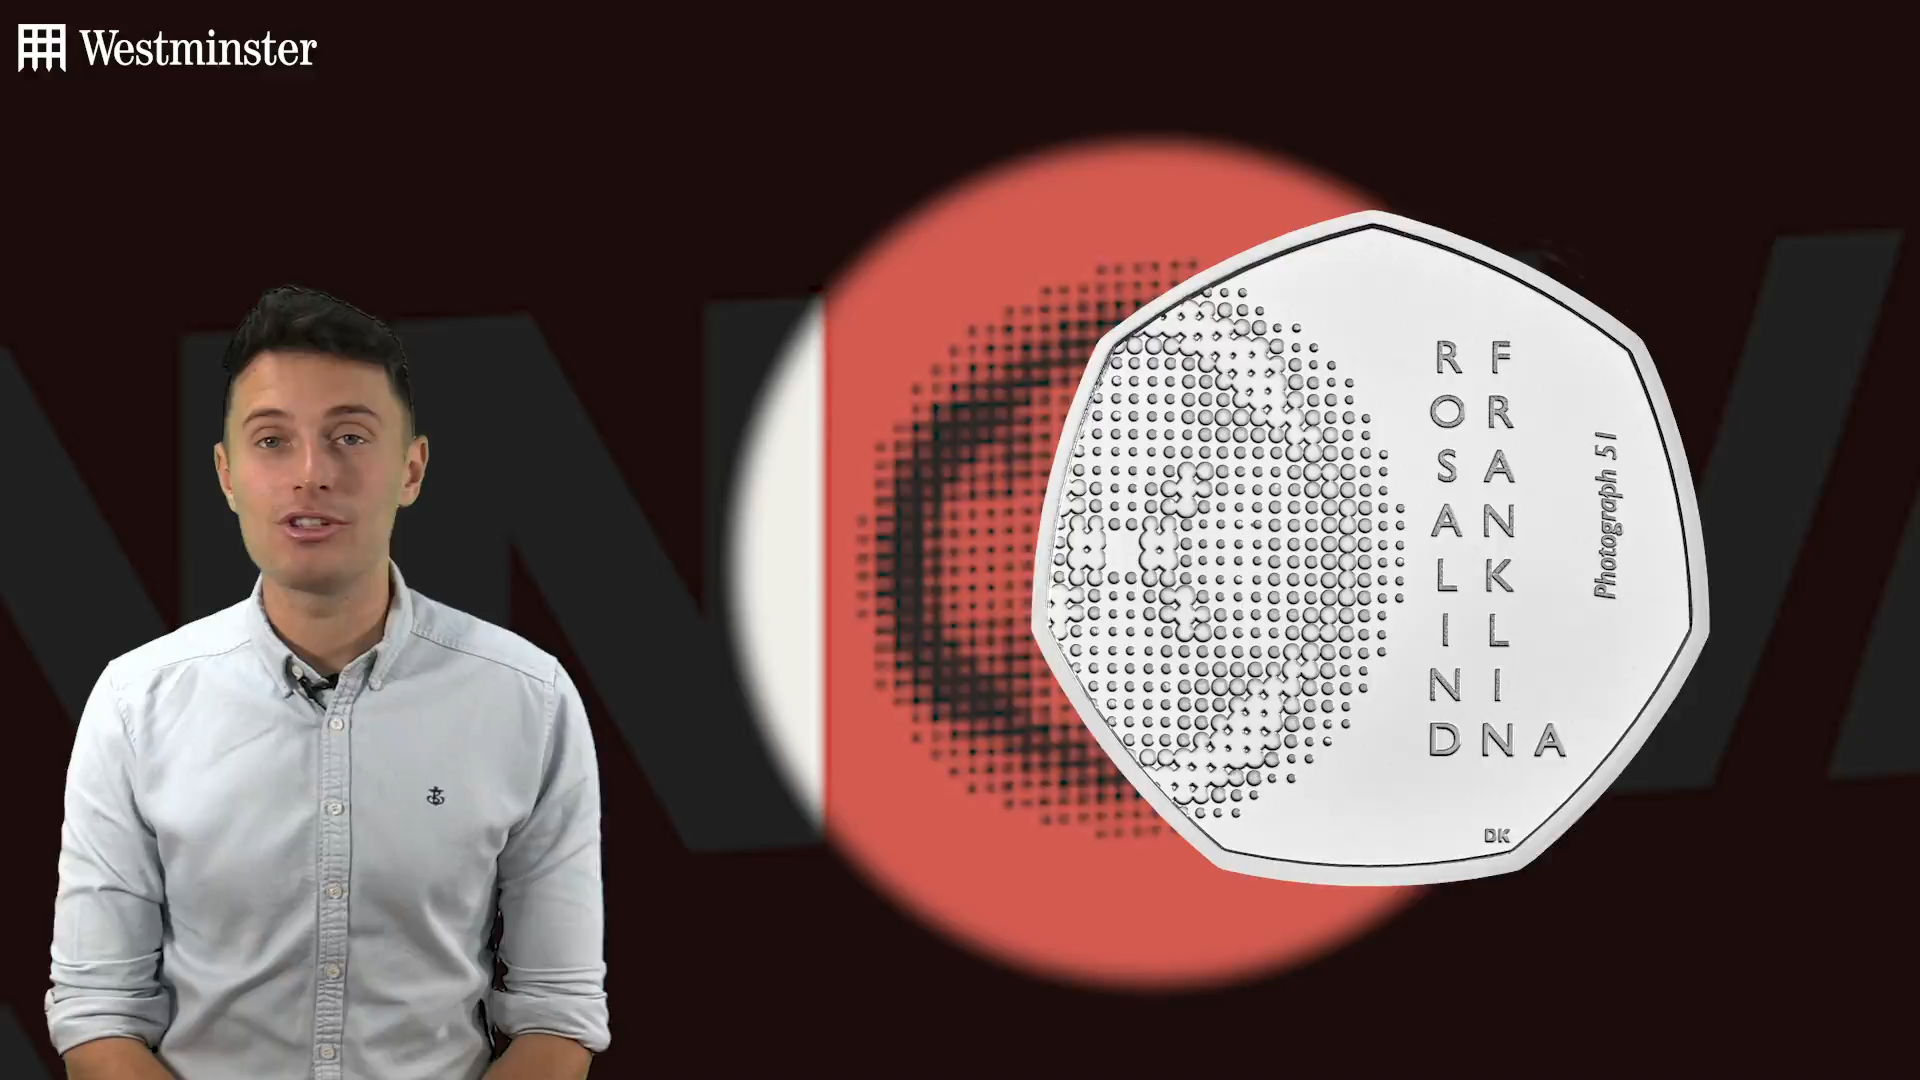 Westminster
ROSALIND
FRANKLIN
DNA
Photograph 51
DK